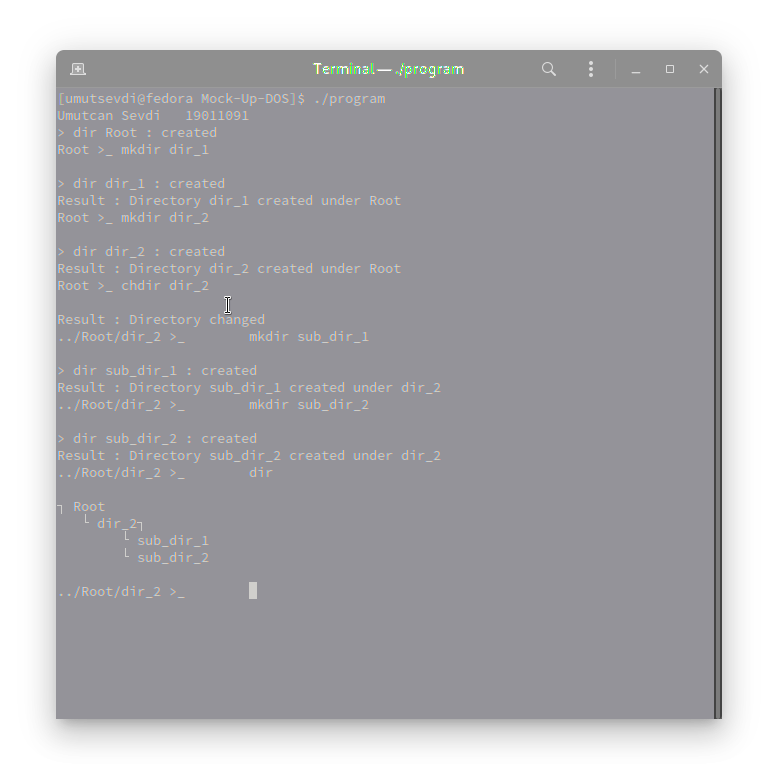 Terminal — ./program
[umutsevdi@fedora Mock-Up-DOS]$ ./program
Umutcan Sevdi   19011091
> dir Root : created
Root >_ mkdir dir_1
> dir dir_1 : created
Result : Directory dir_1 created under Root
Root >_ mkdir dir_2
> dir dir_2 : created
Result : Directory dir_2 created under Root
Root >_ chdir dir_2
Result : Directory changed
../Root/dir_2 >_        mkdir sub_dir_1
> dir sub_dir_1 : created
Result : Directory sub_dir_1 created under dir_2
../Root/dir_2 >_        mkdir sub_dir_2
> dir sub_dir_2 : created
Result : Directory sub_dir_2 created under dir_2
../Root/dir_2 >_        dir
┐ Root
   └ dir_2┐
        └ sub_dir_1
        └ sub_dir_2
../Root/dir_2 >_